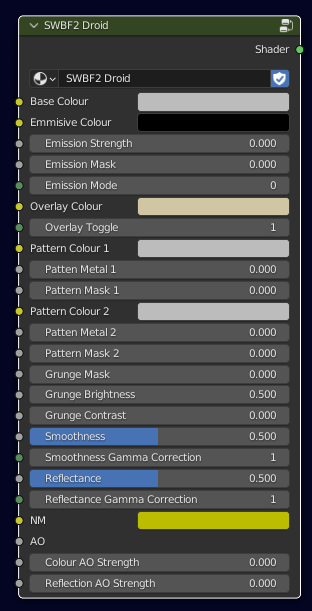 SWBF2 Droid
Shader
SWBF2 Droid
Base Colour
Emmisive Colour
Emission Strength 0.000
Emission Mask 0.000
Emission Mode 0
Overlay Colour
Overlay Toggle 1
Pattern Colour 1
Patten Metal 1 0.000
Pattern Mask 1 0.000
Pattern Colour 2
Patten Metal 2 0.000
Pattern Mask 2 0.000
Grunge Mask 0.000
Grunge Brightness 0.500
Grunge Contrast 0.000
Smoothness 0.500
Smoothness Gamma Correction 1
Reflectance 0.500
Reflectance Gamma Correction 1
NM
AO
Colour AO Strength 0.000
Reflection AO Strength 0.000